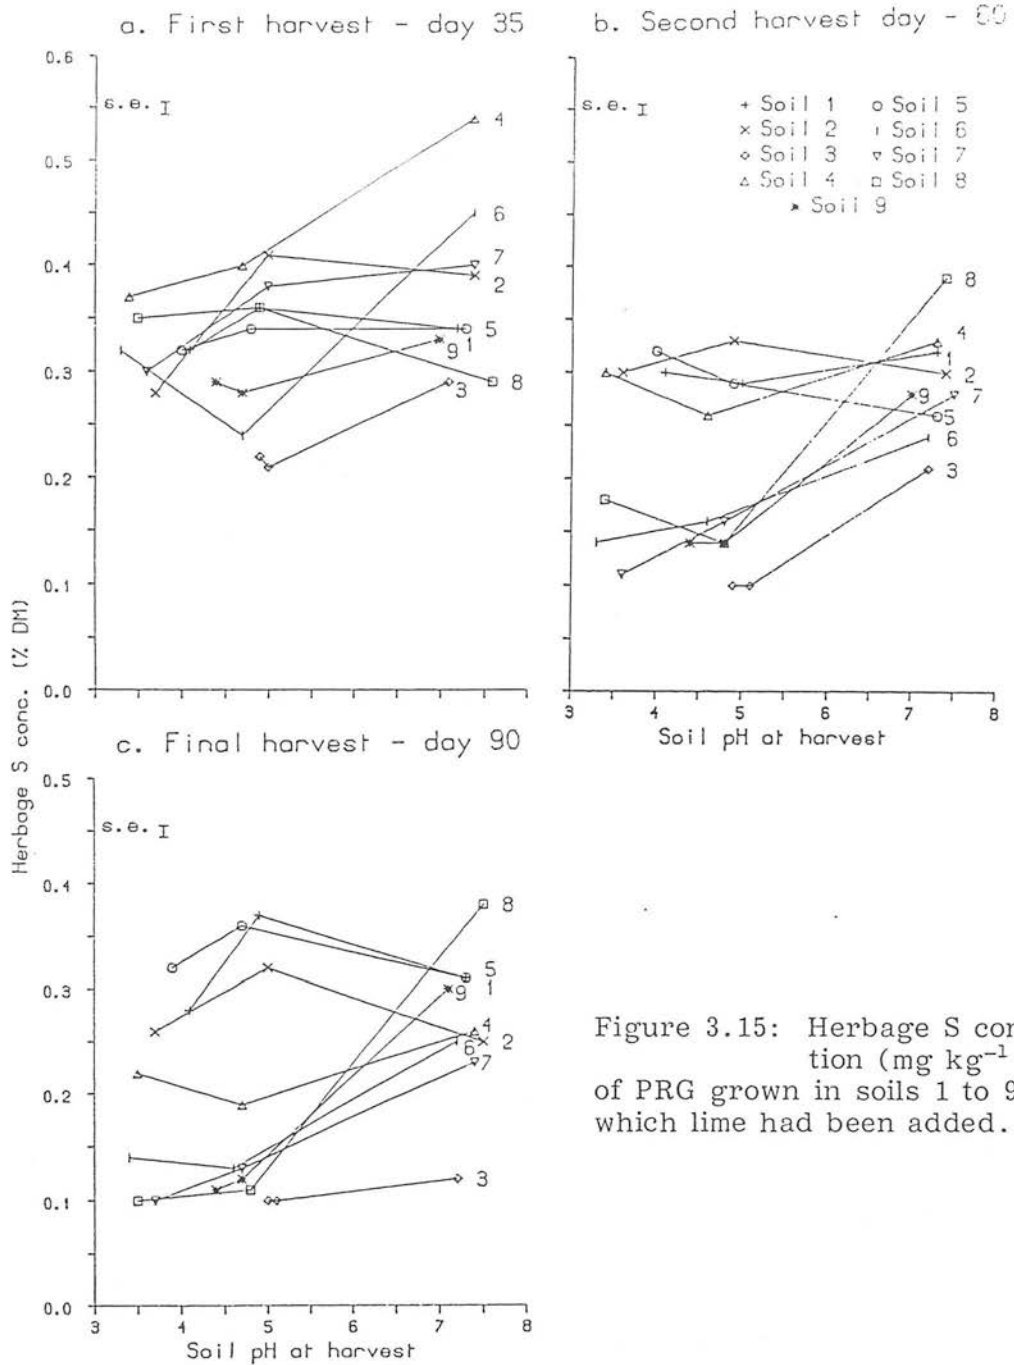 a. First harvest - day 35
b. Second harvest day - 60
0.6
0.5
0.4
0.3
0.2
0.1
0.0
s.e.
4
6
7
2
5
1
9
3
8
s.e.
+ Soil 1 o Soil 5
× Soil 2 ı Soil 6
◇ Soil 3 ▽ Soil 7
△ Soil 4 □ Soil 8
* Soil 9
8
4
1
2
9
7
5
6
3
3 4 5 6 7 8
Soil pH at harvest
Herbage S conc. (% DM)
c. Final harvest - day 90
0.5
0.4
0.3
0.2
0.1
0.0
s.e.
8
5
9 1
4
2
6
7
3
3 4 5 6 7 8
Soil pH at harvest
Figure 3.15: Herbage S con
tion (mg kg⁻¹
of PRG grown in soils 1 to 9
which lime had been added.